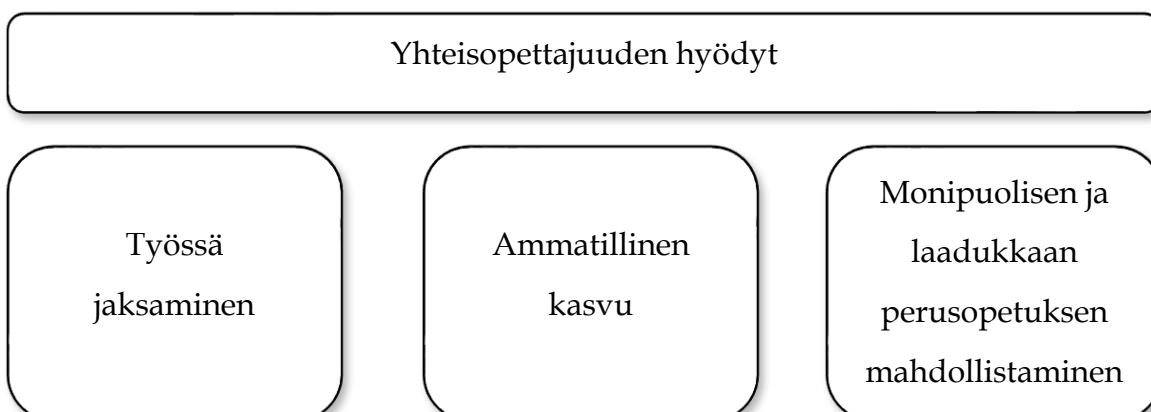 Yhteisopettajuuden hyödyt
Työssä
jaksaminen
Ammatillinen
kasvu
Monipuolisen ja
laadukkaan
perusopetuksen
mahdollistaminen